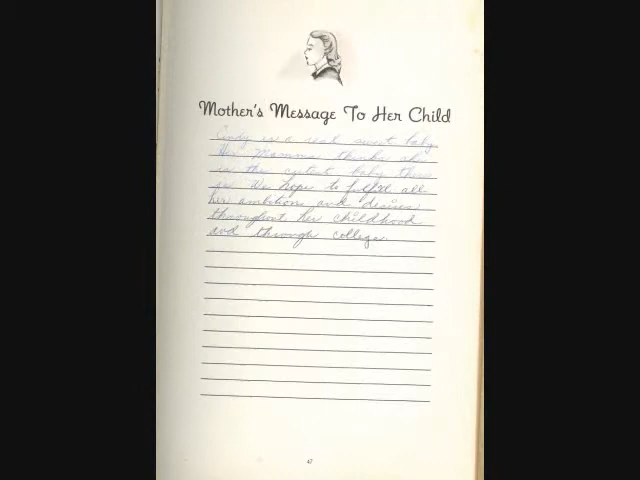 Mother's Message To Her Child
Cindy is a real sweet baby.
Her Mamma thinks she
is the cutest baby there
is. We hope to fulfill all
her ambitions and desires
throughout her childhood
and through college.
47